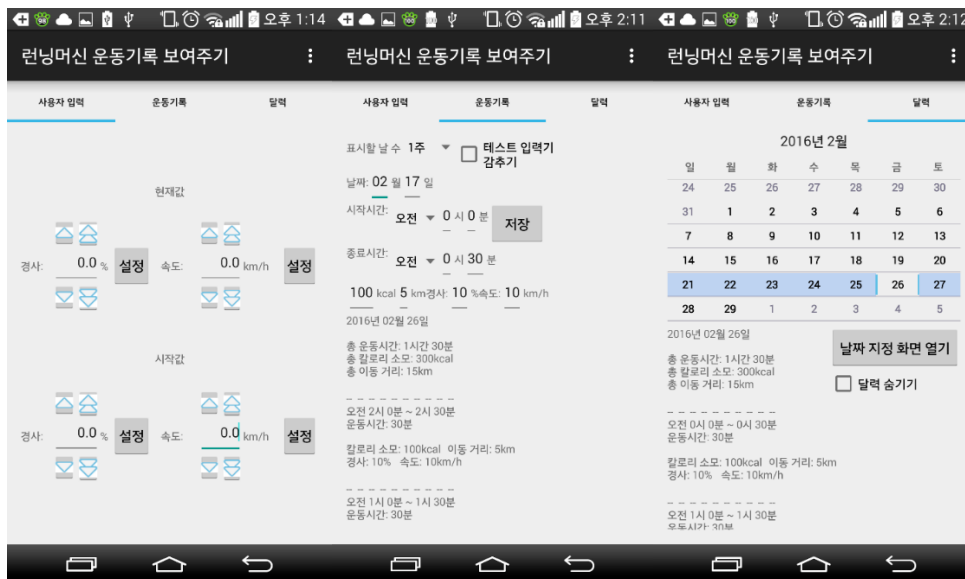 오후 1:14
런닝머신 운동기록 보여주기
사용자 입력 운동기록 달력
현재값
경사: 0.0 % 설정 속도: 0.0 km/h 설정
시작값
경사: 0.0 % 설정 속도: 0.0 km/h 설정
오후 2:11
런닝머신 운동기록 보여주기
사용자 입력 운동기록 달력
표시할 날 수 1주 테스트 입력기
감추기
날짜: 02 월 17 일
시작시간: 오전 0 시 0 분 저장
종료시간: 오전 0 시 30 분
100 kcal 5 km경사: 10 %속도: 10 km/h
2016년 02월 26일
총 운동시간: 1시간 30분
총 칼로리 소모: 300kcal
총 이동 거리: 15km
_ _ _ _ _ _ _ _ _ _
오전 2시 0분 ~ 2시 30분
운동시간: 30분
칼로리 소모: 100kcal 이동 거리: 5km
경사: 10% 속도: 10km/h
_ _ _ _ _ _ _ _ _ _
오전 1시 0분 ~ 1시 30분
운동시간: 30분
오후 2:12
런닝머신 운동기록 보여주기
사용자 입력 운동기록 달력
2016년 2월
일 월 화 수 목 금 토
24 25 26 27 28 29 30
31 1 2 3 4 5 6
7 8 9 10 11 12 13
14 15 16 17 18 19 20
21 22 23 24 25 26 27
28 29 1 2 3 4 5
2016년 02월 26일
날짜 지정 화면 열기
총 운동시간: 1시간 30분
총 칼로리 소모: 300kcal
총 이동 거리: 15km
달력 숨기기
_ _ _ _ _ _ _ _ _ _
오전 0시 0분 ~ 0시 30분
운동시간: 30분
칼로리 소모: 100kcal 이동 거리: 5km
경사: 10% 속도: 10km/h
_ _ _ _ _ _ _ _ _ _
오전 1시 0분 ~ 1시 30분
운동시간: 30분